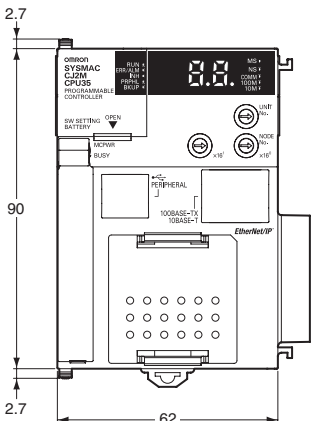 2.7
OMRON
SYSMAC
CJ2M
CPU35
PROGRAMMABLE
CONTROLLER
RUN
ERR/ALM
INH
PRPHL
BKUP
8.8.
MS
NS
COMM
100M
10M
SW SETTING
BATTERY
OPEN
UNIT
No.
MCPWR
BUSY
NODE
No.
x16¹
x16⁰
PERIPHERAL
100BASE-TX
10BASE-T
EtherNet/IP
90
2.7
62